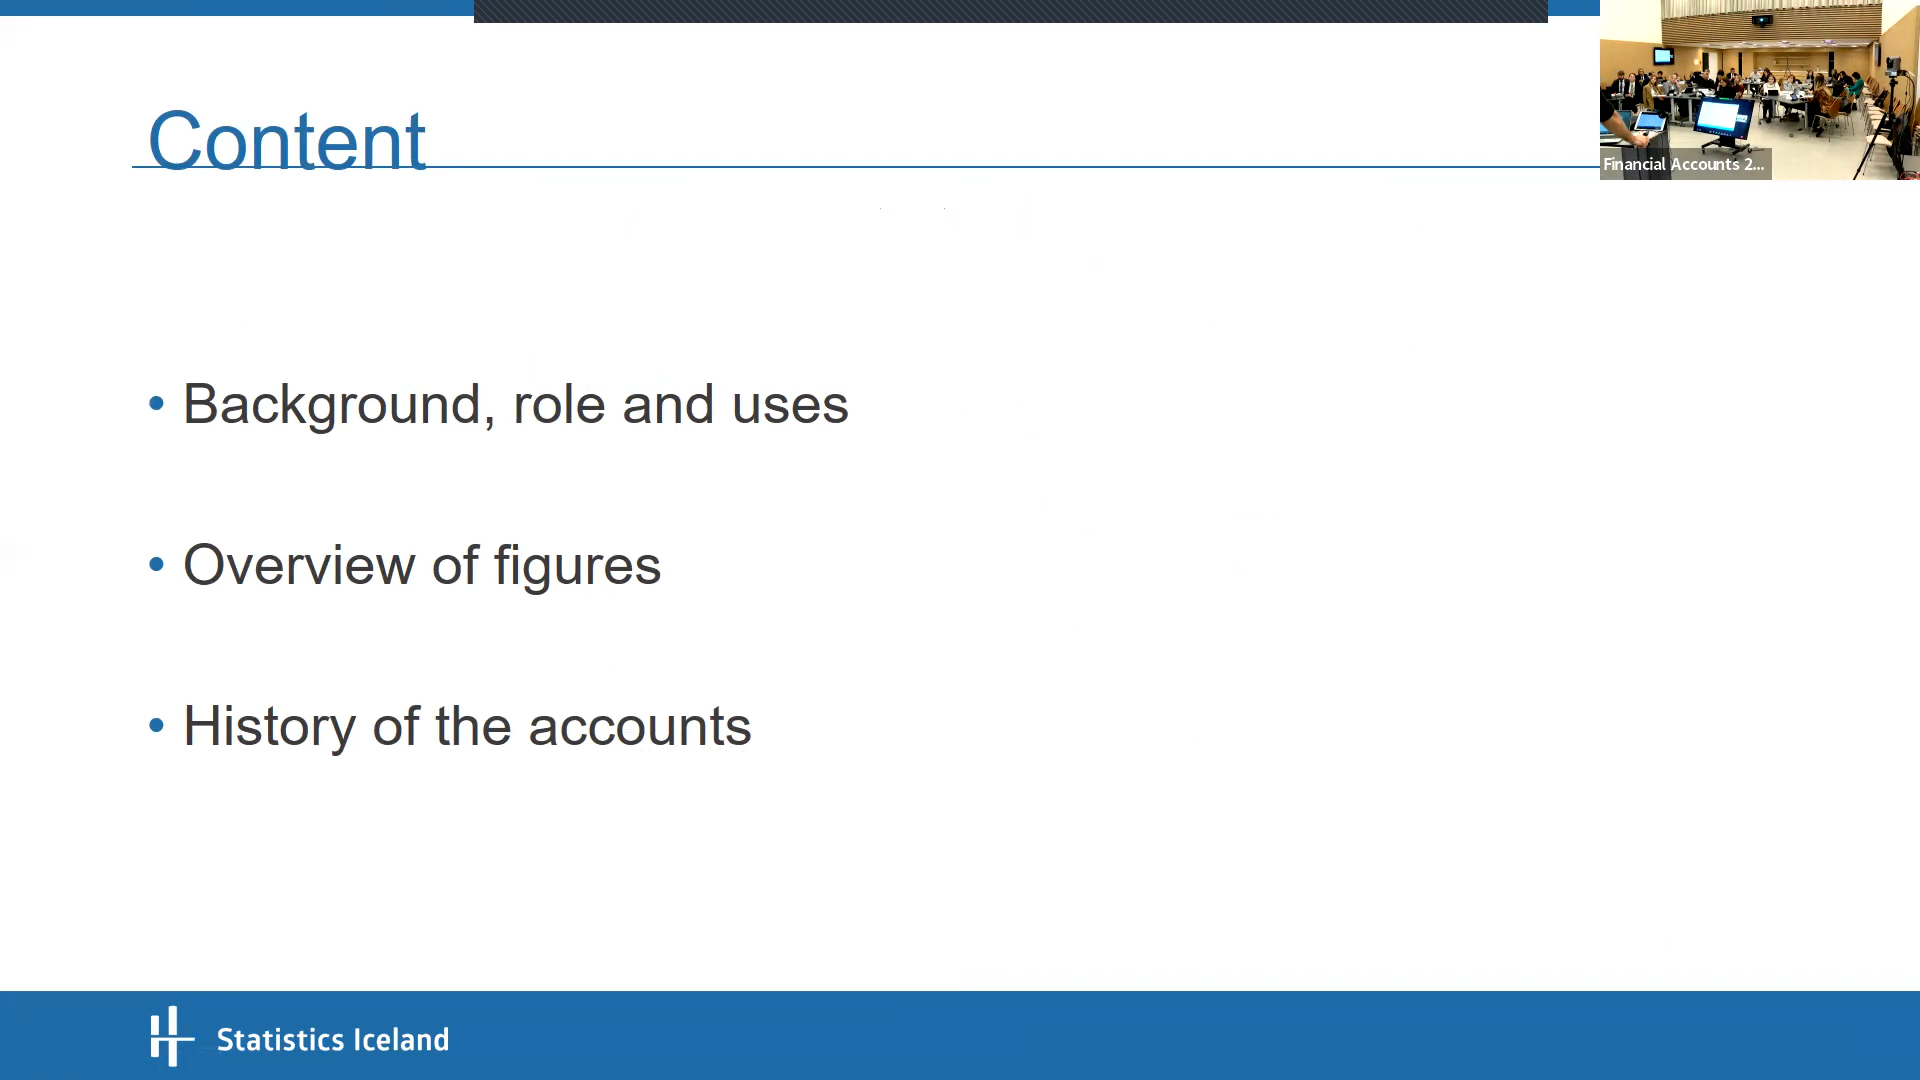 Content
Financial Accounts 2...
• Background, role and uses
• Overview of figures
• History of the accounts
Statistics Iceland